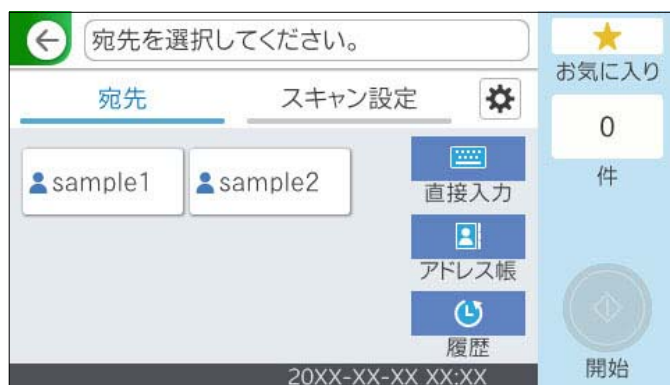 宛先を選択してください。
お気に入り
宛先
スキャン設定
0
件
sample1
sample2
直接入力
アドレス帳
履歴
開始
20XX-XX-XX XX:XX